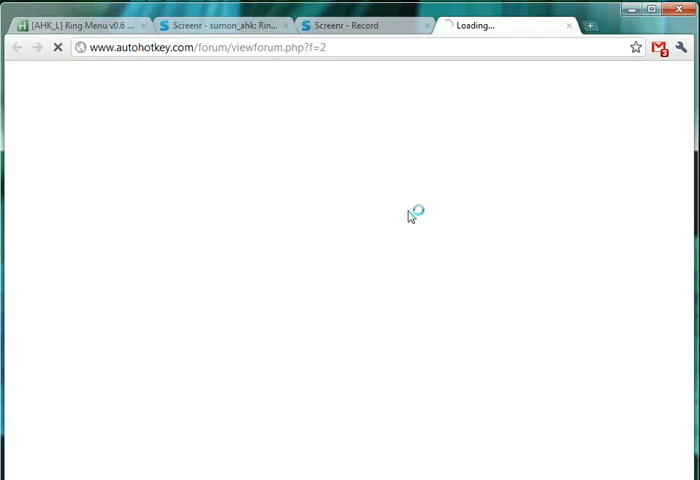 [AHK_L] Ring Menu v0.6 ...
Screenr - sumon_ahk: Rin...
Screenr - Record
Loading...
www.autohotkey.com/forum/viewforum.php?f=2